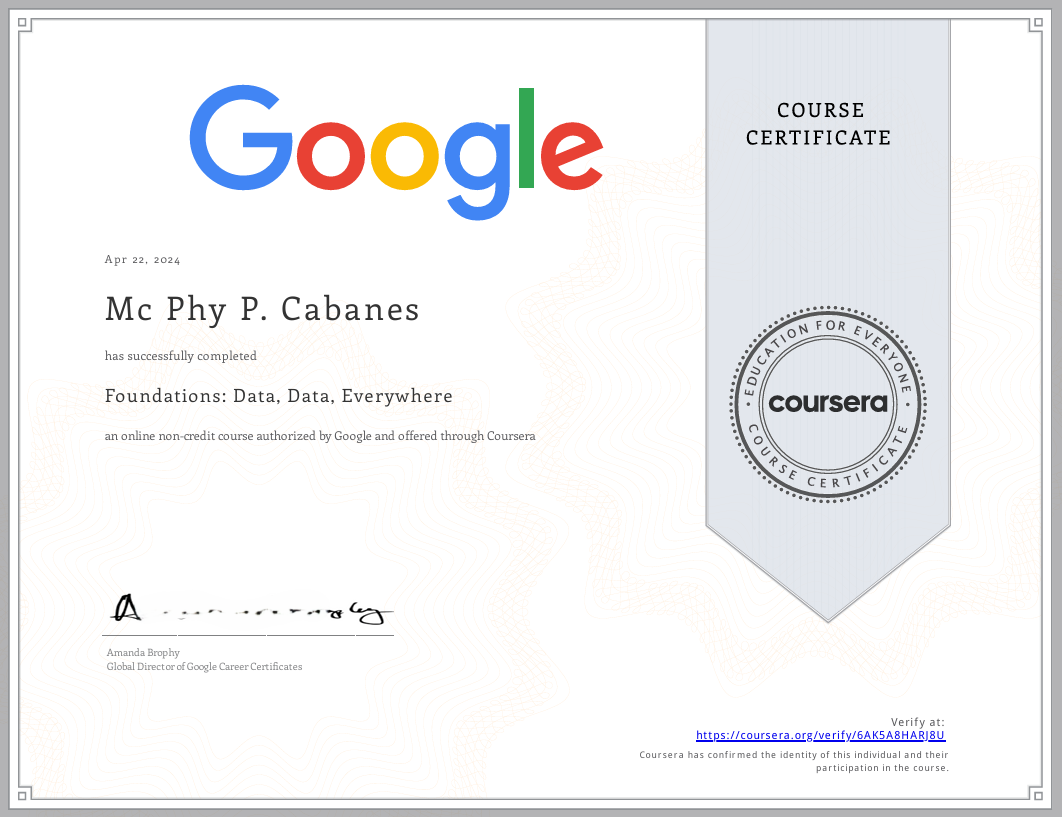 Google
COURSE
CERTIFICATE
Apr 22, 2024
Mc Phy P. Cabanes
has successfully completed
Foundations: Data, Data, Everywhere
an online non-credit course authorized by Google and offered through Coursera
EDUCATION FOR EVERYONE
coursera
COURSE CERTIFICATE
Amanda Brophy
Global Director of Google Career Certificates
Verify at:
https://coursera.org/verify/6AK5A8HARJ8U
Coursera has confirmed the identity of this individual and their
participation in the course.